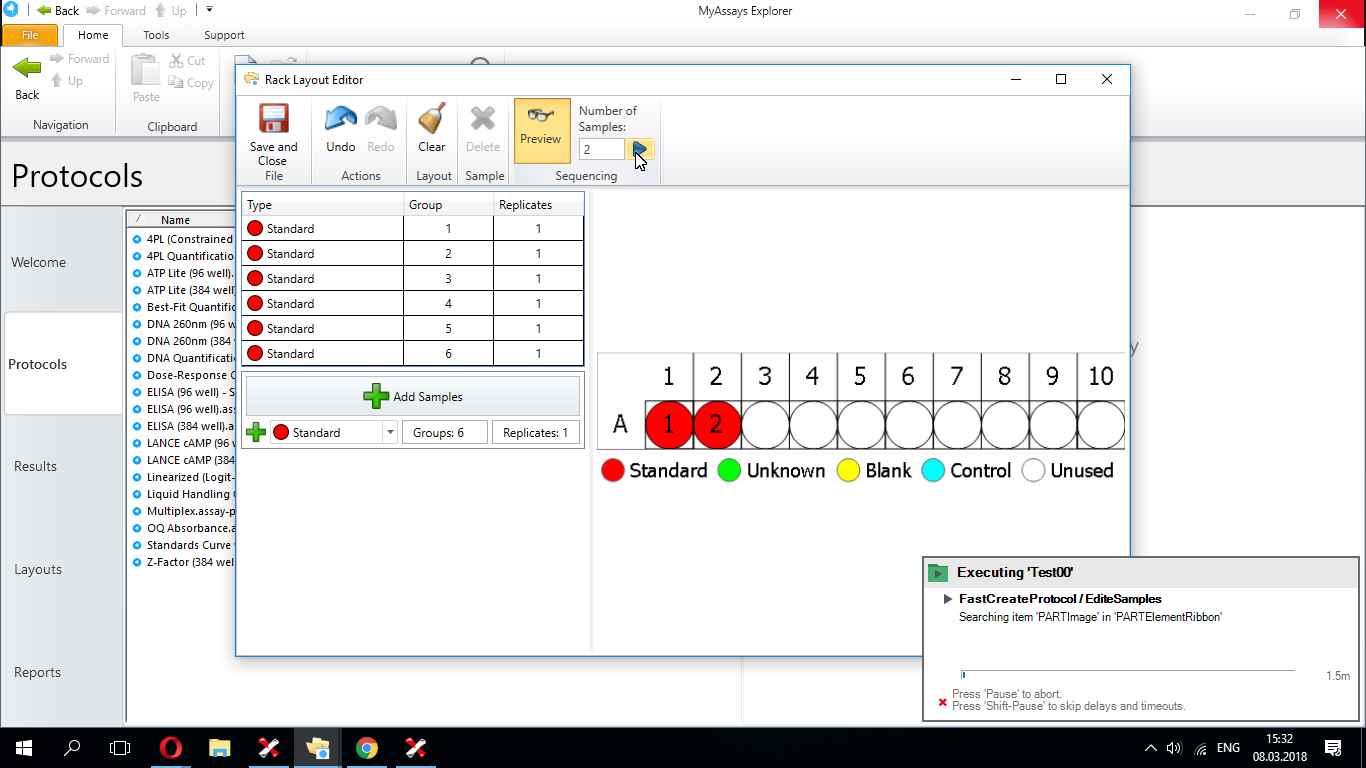 Back Forward Up
MyAssays Explorer
File Home Tools Support
Back
Forward
Up
Navigation
Paste
Cut
Copy
Clipboard
Protocols
Welcome
Protocols
Results
Layouts
Reports
Name
4PL (Constrained
4PL Quantificatio
ATP Lite (96 well).
ATP Lite (384 well
Best-Fit Quantific
DNA 260nm (96 w
DNA 260nm (384
DNA Quantificati
Dose-Response C
ELISA (96 well) - S
ELISA (96 well).as
ELISA (384 well).a
LANCE cAMP (96 w
LANCE cAMP (384
Linearized (Logit-
Liquid Handling
Multiplex.assay-p
OQ Absorbance.a
Standards Curve
Z-Factor (384 wel
Rack Layout Editor
Save and Close
File
Undo Redo
Actions
Clear
Layout
Delete
Sample
Preview
Number of
Samples:
2
Sequencing
Type Group Replicates
Standard 1 1
Standard 2 1
Standard 3 1
Standard 4 1
Standard 5 1
Standard 6 1
Add Samples
Standard Groups: 6 Replicates: 1
1 2 3 4 5 6 7 8 9 10
A 1 2
Standard Unknown Blank Control Unused
y
Executing 'Test00'
FastCreateProtocol / EditeSamples
Searching item 'PARTImage' in 'PARTElementRibbon'
1.5m
Press 'Pause' to abort.
Press 'Shift-Pause' to skip delays and timeouts.
ENG
15:32
08.03.2018